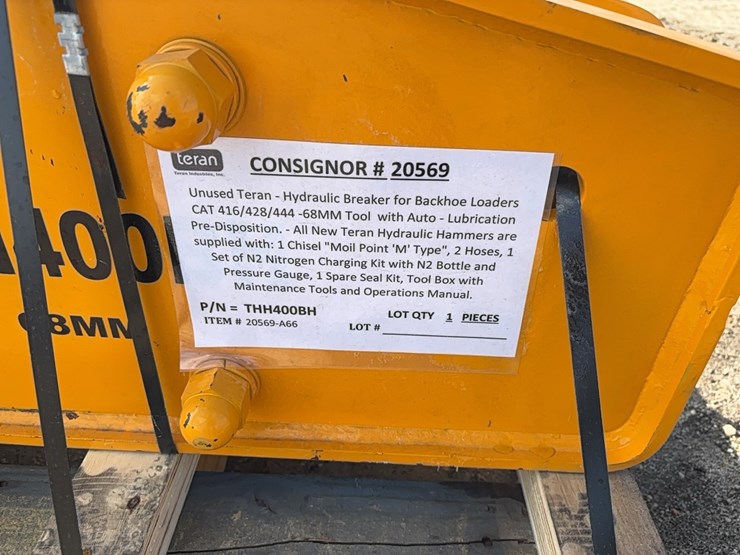 teran
Teran Industries, Inc.
CONSIGNOR # 20569
Unused Teran - Hydraulic Breaker for Backhoe Loaders
CAT 416/428/444 -68MM Tool with Auto - Lubrication
Pre-Disposition. - All New Teran Hydraulic Hammers are
supplied with: 1 Chisel "Moil Point 'M' Type", 2 Hoses, 1
Set of N2 Nitrogen Charging Kit with N2 Bottle and
Pressure Gauge, 1 Spare Seal Kit, Tool Box with
Maintenance Tools and Operations Manual.
P/N = THH400BH
LOT QTY 1 PIECES
ITEM # 20569-A66
LOT #
400
8MM